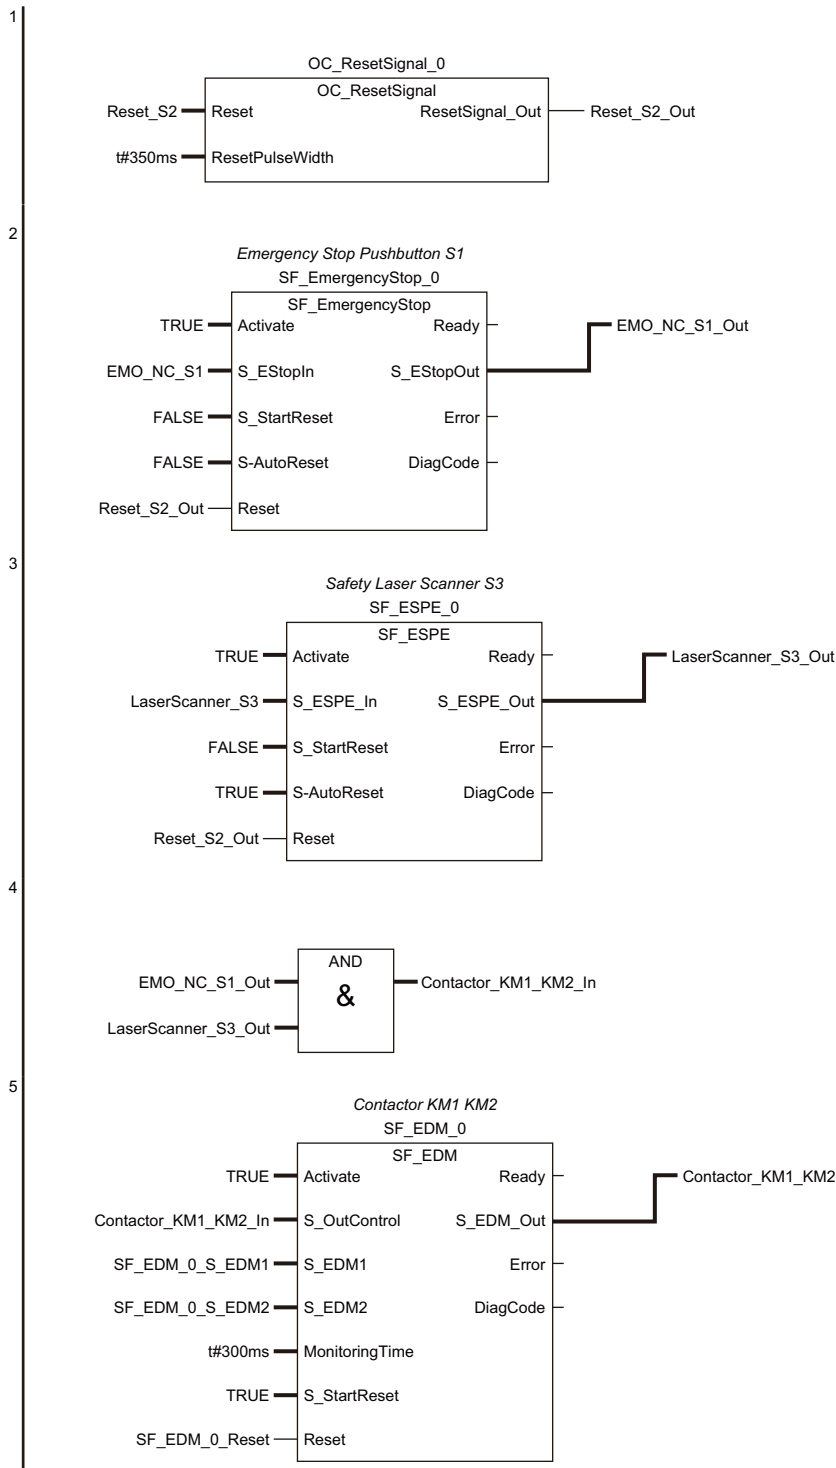 1
OC_ResetSignal_0
OC_ResetSignal
Reset_S2 Reset ResetSignal_Out Reset_S2_Out
t#350ms ResetPulseWidth
2
Emergency Stop Pushbutton S1
SF_EmergencyStop_0
SF_EmergencyStop
TRUE Activate Ready EMO_NC_S1_Out
EMO_NC_S1 S_EStopIn S_EStopOut
FALSE S_StartReset Error
FALSE S-AutoReset DiagCode
Reset_S2_Out Reset
3
Safety Laser Scanner S3
SF_ESPE_0
SF_ESPE
TRUE Activate Ready LaserScanner_S3_Out
LaserScanner_S3 S_ESPE_In S_ESPE_Out
FALSE S_StartReset Error
TRUE S-AutoReset DiagCode
Reset_S2_Out Reset
4
AND
EMO_NC_S1_Out & Contactor_KM1_KM2_In
LaserScanner_S3_Out
5
Contactor KM1 KM2
SF_EDM_0
SF_EDM
TRUE Activate Ready Contactor_KM1_KM2
Contactor_KM1_KM2_In S_OutControl S_EDM_Out
SF_EDM_0_S_EDM1 S_EDM1 Error
SF_EDM_0_S_EDM2 S_EDM2 DiagCode
t#300ms MonitoringTime
TRUE S_StartReset
SF_EDM_0_Reset Reset